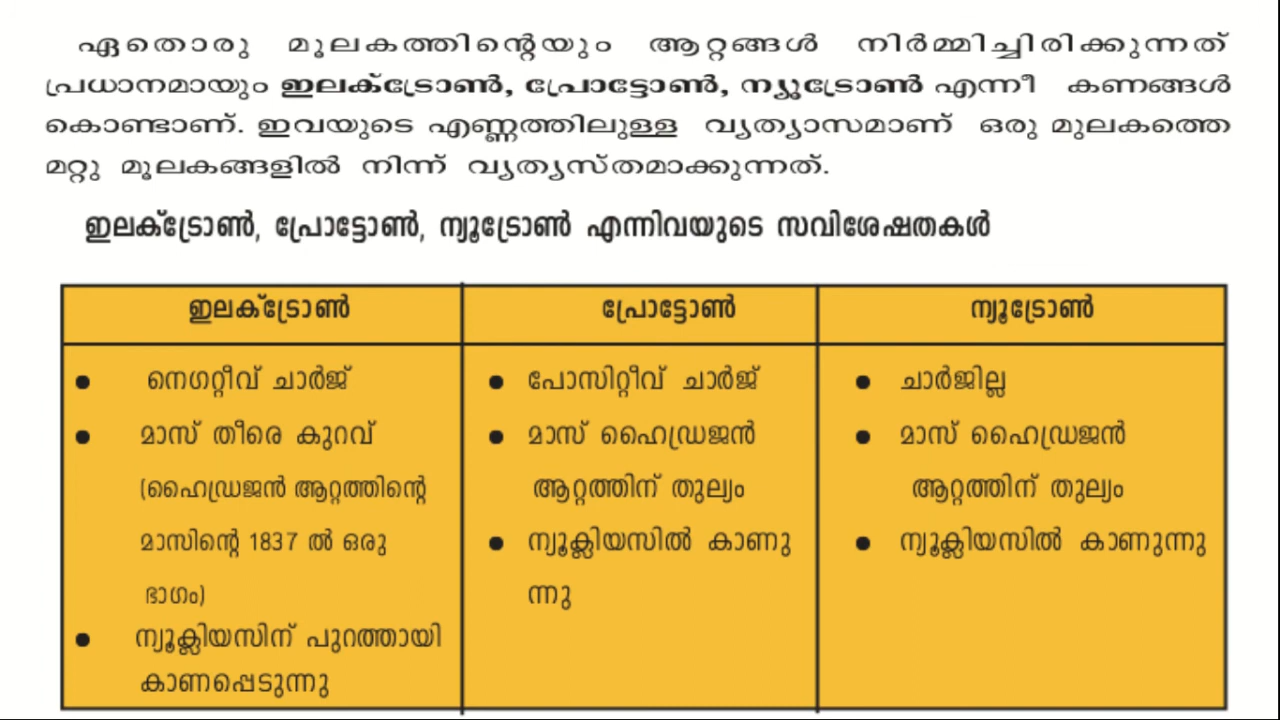 ഏതൊരു മൂലകത്തിന്റെയും ആറ്റങ്ങൾ നിർമ്മിച്ചിരിക്കുന്നത്
പ്രധാനമായും ഇലക്ട്രോൺ, പ്രോട്ടോൺ, ന്യൂട്രോൺ എന്നീ കണങ്ങൾ
കൊണ്ടാണ്. ഇവയുടെ എണ്ണത്തിലുള്ള വ്യത്യാസമാണ് ഒരു മുലകത്തെ
മറ്റു മൂലകങ്ങളിൽ നിന്ന് വ്യത്യസ്തമാക്കുന്നത്.
ഇലക്ട്രോൺ, പ്രോട്ടോൺ, ന്യൂട്രോൺ എന്നിവയുടെ സവിശേഷതകൾ
ഇലക്ട്രോൺ
• നെഗറ്റീവ് ചാർജ്
• മാസ് തീരെ കുറവ്
(ഹൈഡ്രജൻ ആറ്റത്തിന്റെ
മാസിന്റെ 1837 ൽ ഒരു
ഭാഗം)
• ന്യൂക്ലിയസിന് പുറത്തായി
കാണപ്പെടുന്നു
പ്രോട്ടോൺ
• പോസിറ്റീവ് ചാർജ്
• മാസ് ഹൈഡ്രജൻ
ആറ്റത്തിന് തുല്യം
• ന്യൂക്ലിയസിൽ കാണു
ന്നു
ന്യൂട്രോൺ
• ചാർജില്ല
• മാസ് ഹൈഡ്രജൻ
ആറ്റത്തിന് തുല്യം
• ന്യൂക്ലിയസിൽ കാണുന്നു